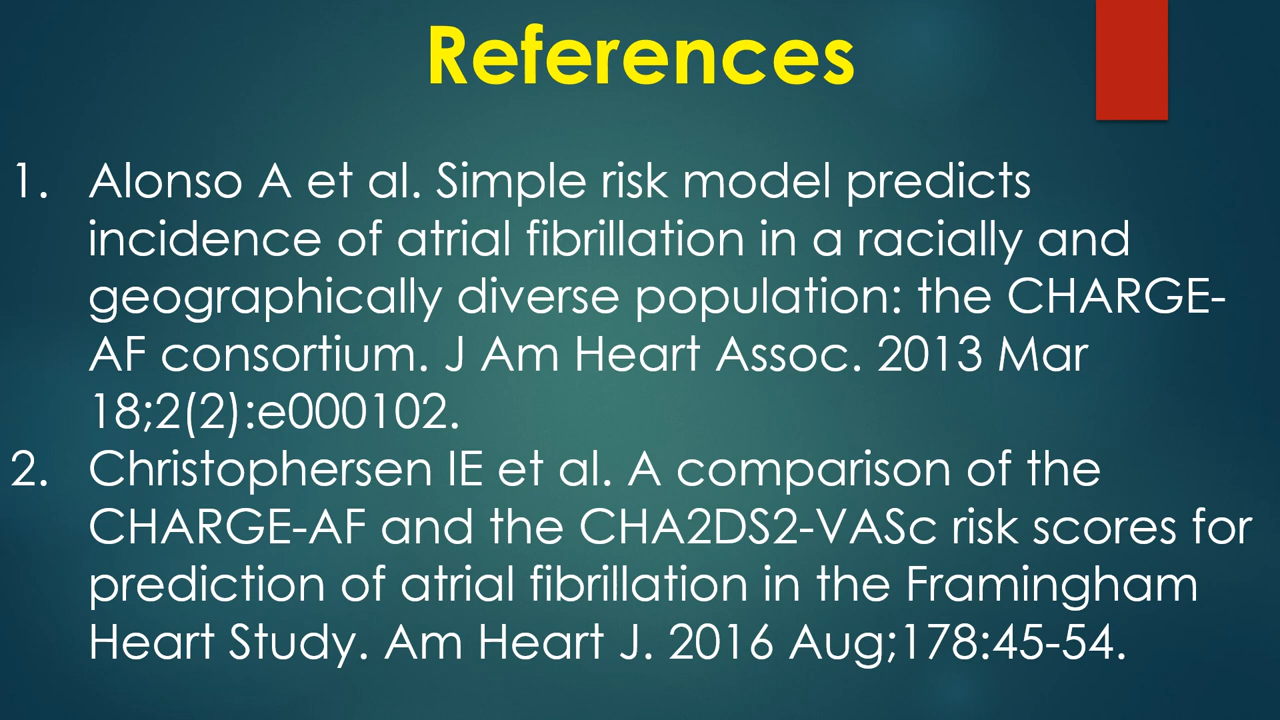 References
1. Alonso A et al. Simple risk model predicts
incidence of atrial fibrillation in a racially and
geographically diverse population: the CHARGE-
AF consortium. J Am Heart Assoc. 2013 Mar
18;2(2):e000102.
2. Christophersen IE et al. A comparison of the
CHARGE-AF and the CHA2DS2-VASc risk scores for
prediction of atrial fibrillation in the Framingham
Heart Study. Am Heart J. 2016 Aug;178:45-54.